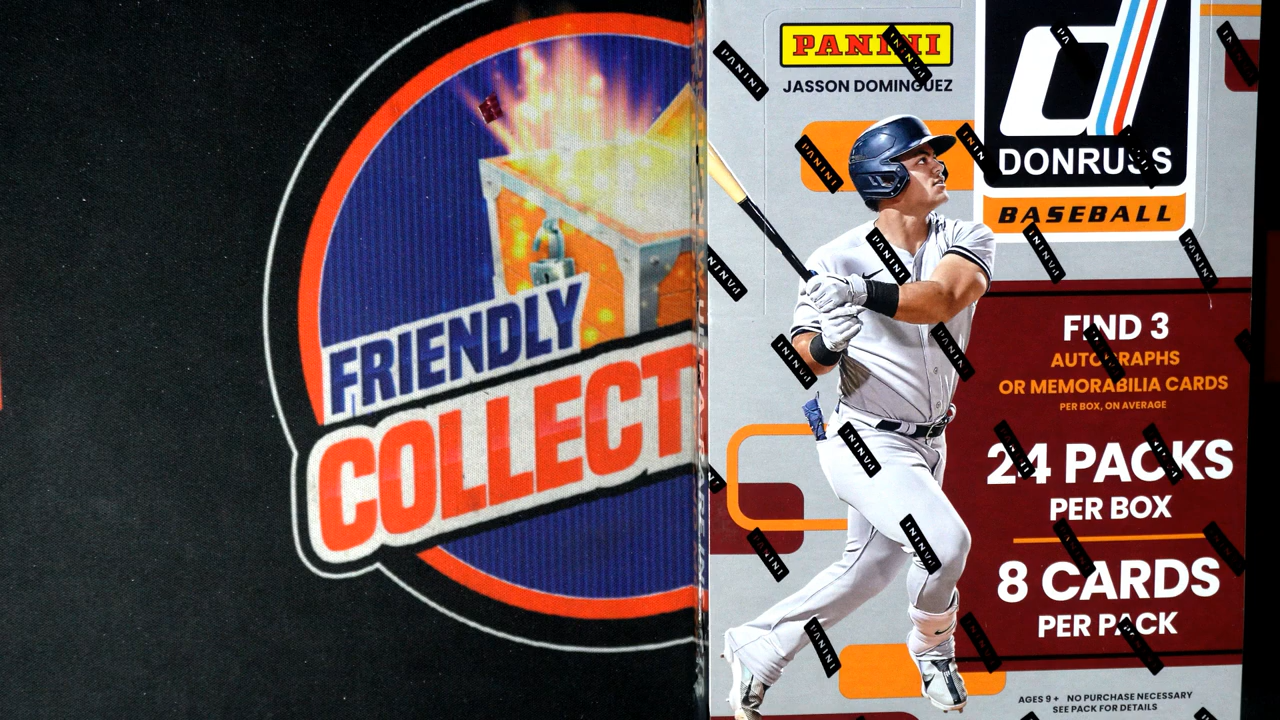 FRIENDLY
COLLECT
PANINI
JASSON DOMINGUEZ
DONRUSS
BASEBALL
FIND 3
AUTOGRAPHS
OR MEMORABILIA CARDS
PER BOX, ON AVERAGE
24 PACKS
PER BOX
8 CARDS
PER PACK
AGES 9+ NO PURCHASE NECESSARY
SEE PACK FOR DETAILS